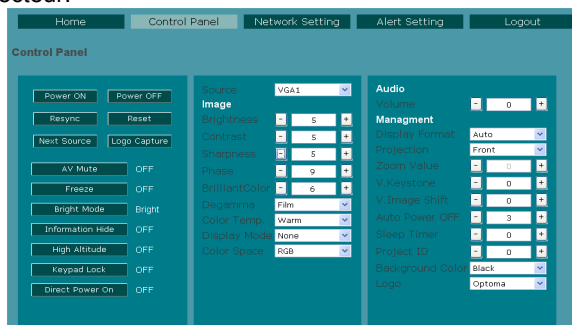 Home Control Panel Network Setting Alert Setting Logout
Control Panel
Power ON Power OFF
Resync Reset
Next Source Logo Capture
AV Mute OFF
Freeze OFF
Bright Mode Bright
Information Hide OFF
High Altitude OFF
Keypad Lock OFF
Direct Power On OFF
Source VGA1
Image
Brightness - 5 +
Contrast - 5 +
Sharpness - 5 +
Phase - 9 +
BrilliantColor - 6 +
Degamma Film
Color Temp. Warm
Display Mode None
Color Space RGB
Audio
Volume - 0 +
Managment
Display Format Auto
Projection Front
Zoom Value - 0 +
V.Keystone - 0 +
V.Image Shift - 0 +
Auto Power OFF - 3 +
Sleep Timer - 0 +
Project ID - 0 +
Background Color Black
Logo Optoma